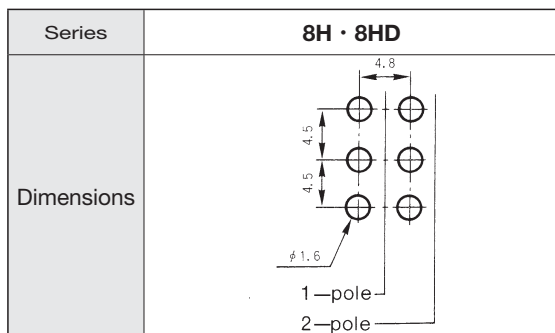 Series
8H・8HD
Dimensions
4.8
4.5
4.5
φ1.6
1—pole
2—pole